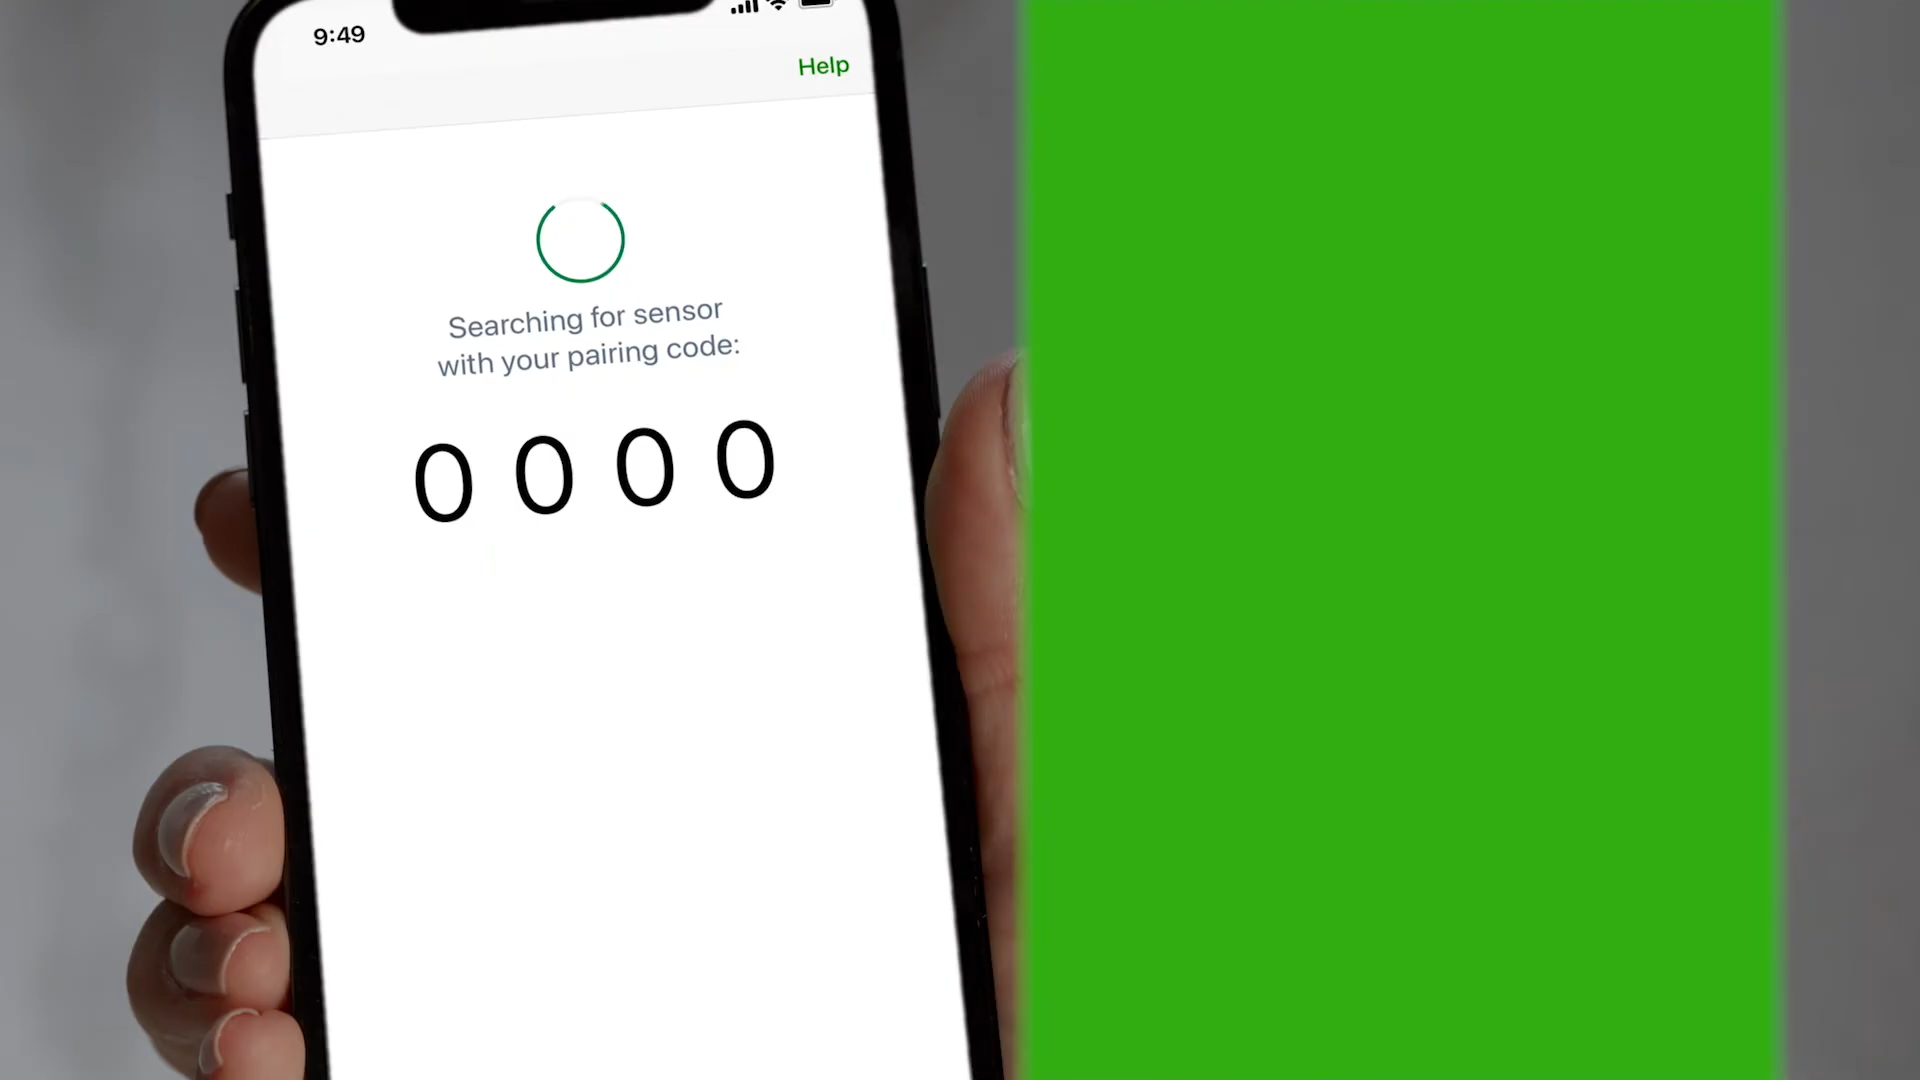 9:49
Help
Searching for sensor
with your pairing code:
0 0 0 0